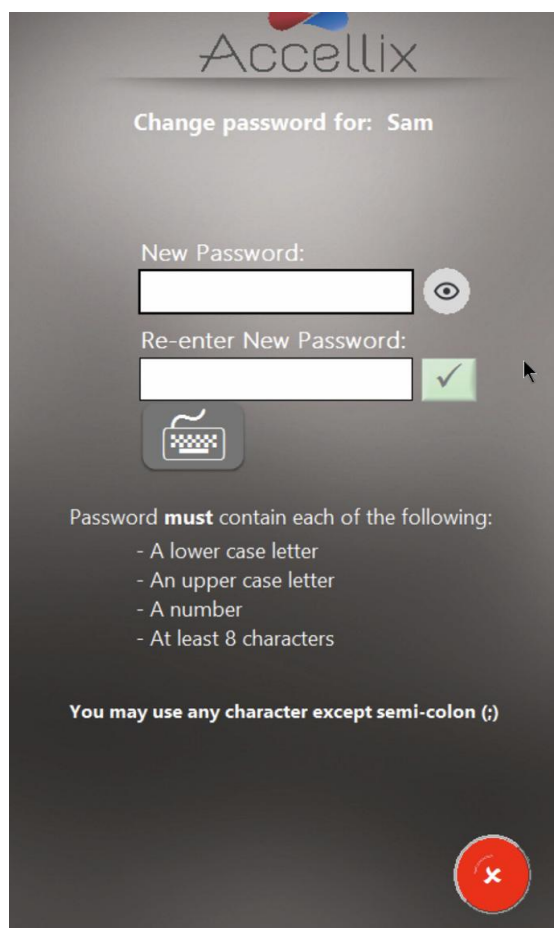 Accellix
Change password for: Sam
New Password:
Re-enter New Password:
Password must contain each of the following:
- A lower case letter
- An upper case letter
- A number
- At least 8 characters
You may use any character except semi-colon (;)